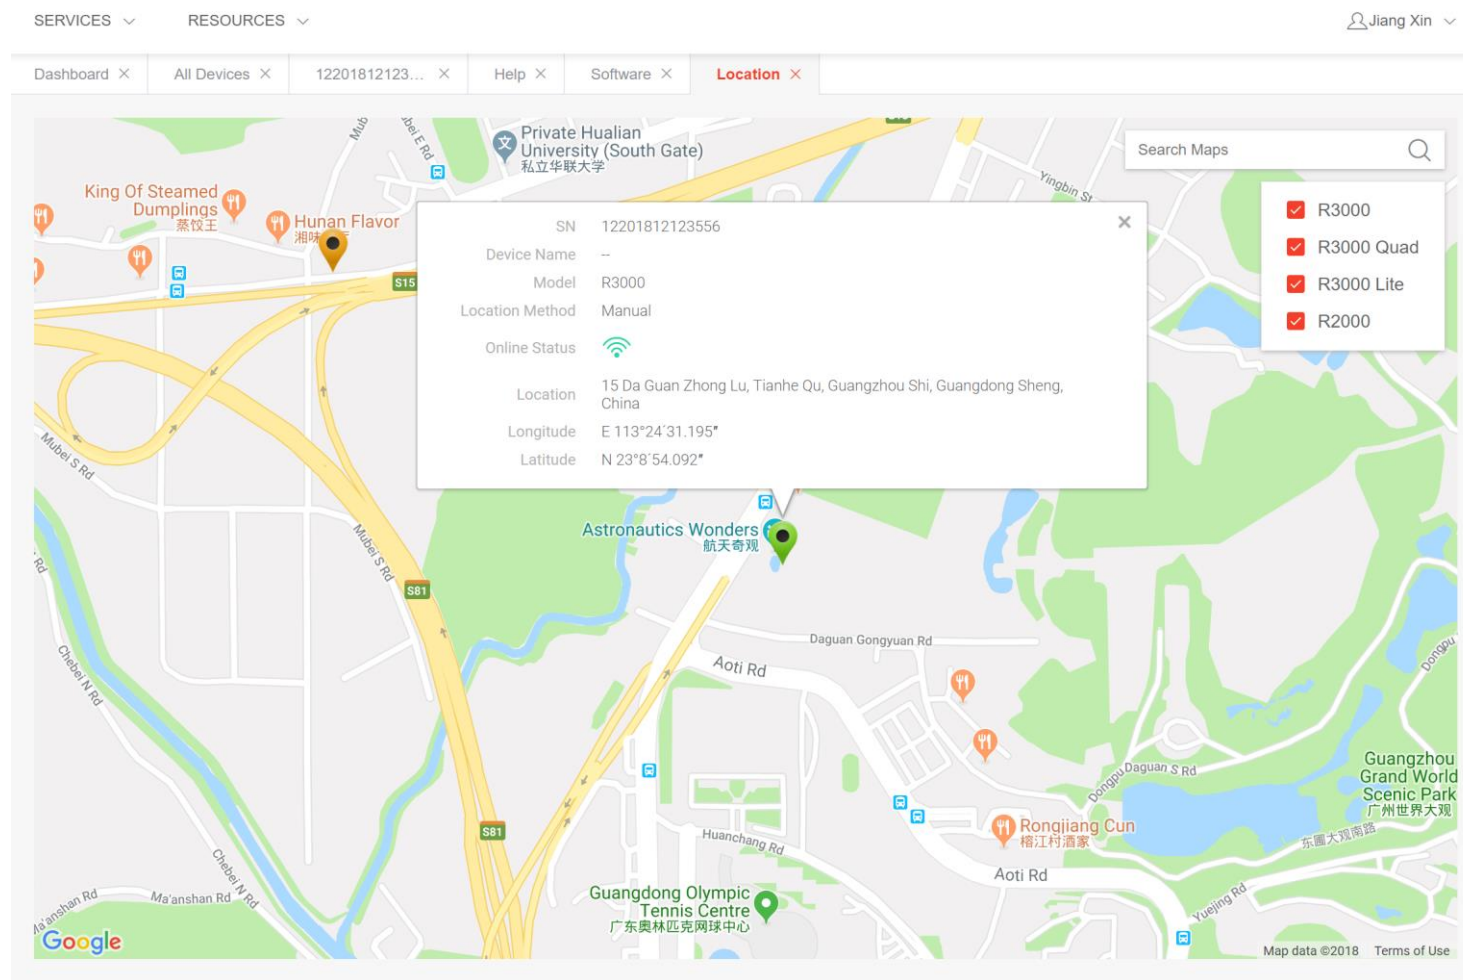 SERVICES
RESOURCES
Jiang Xin
Dashboard
All Devices
12201812123...
Help
Software
Location
Search Maps
R3000
R3000 Quad
R3000 Lite
R2000
SN 12201812123556
Device Name --
Model R3000
Location Method Manual
Online Status
Location 15 Da Guan Zhong Lu, Tianhe Qu, Guangzhou Shi, Guangdong Sheng,
China
Longitude E 113°24´31.195″
Latitude N 23°8´54.092″
Private Hualian
University (South Gate)
私立华联大学
Yingbin St
King Of Steamed
Dumplings
蒸饺王
Hunan Flavor
湘味
S15
Mubei S Rd
Mubei S Rd
Astronautics Wonders
航天奇观
S81
Daguan Gongyuan Rd
Aoti Rd
Chebei N Rd
Daguan S Rd
Dongpu
Dongpu
Guangzhou
Grand World
Scenic Park
广州世界大观
东圃大观南路
S81
Huanchang Rd
Rongjiang Cun
榕江村酒家
Aoti Rd
Chebei N Rd
Ma'anshan Rd
Ma'anshan Rd
Guangdong Olympic
Tennis Centre
广东奥林匹克网球中心
Yuejing Rd
Google
Map data ©2018
Terms of Use